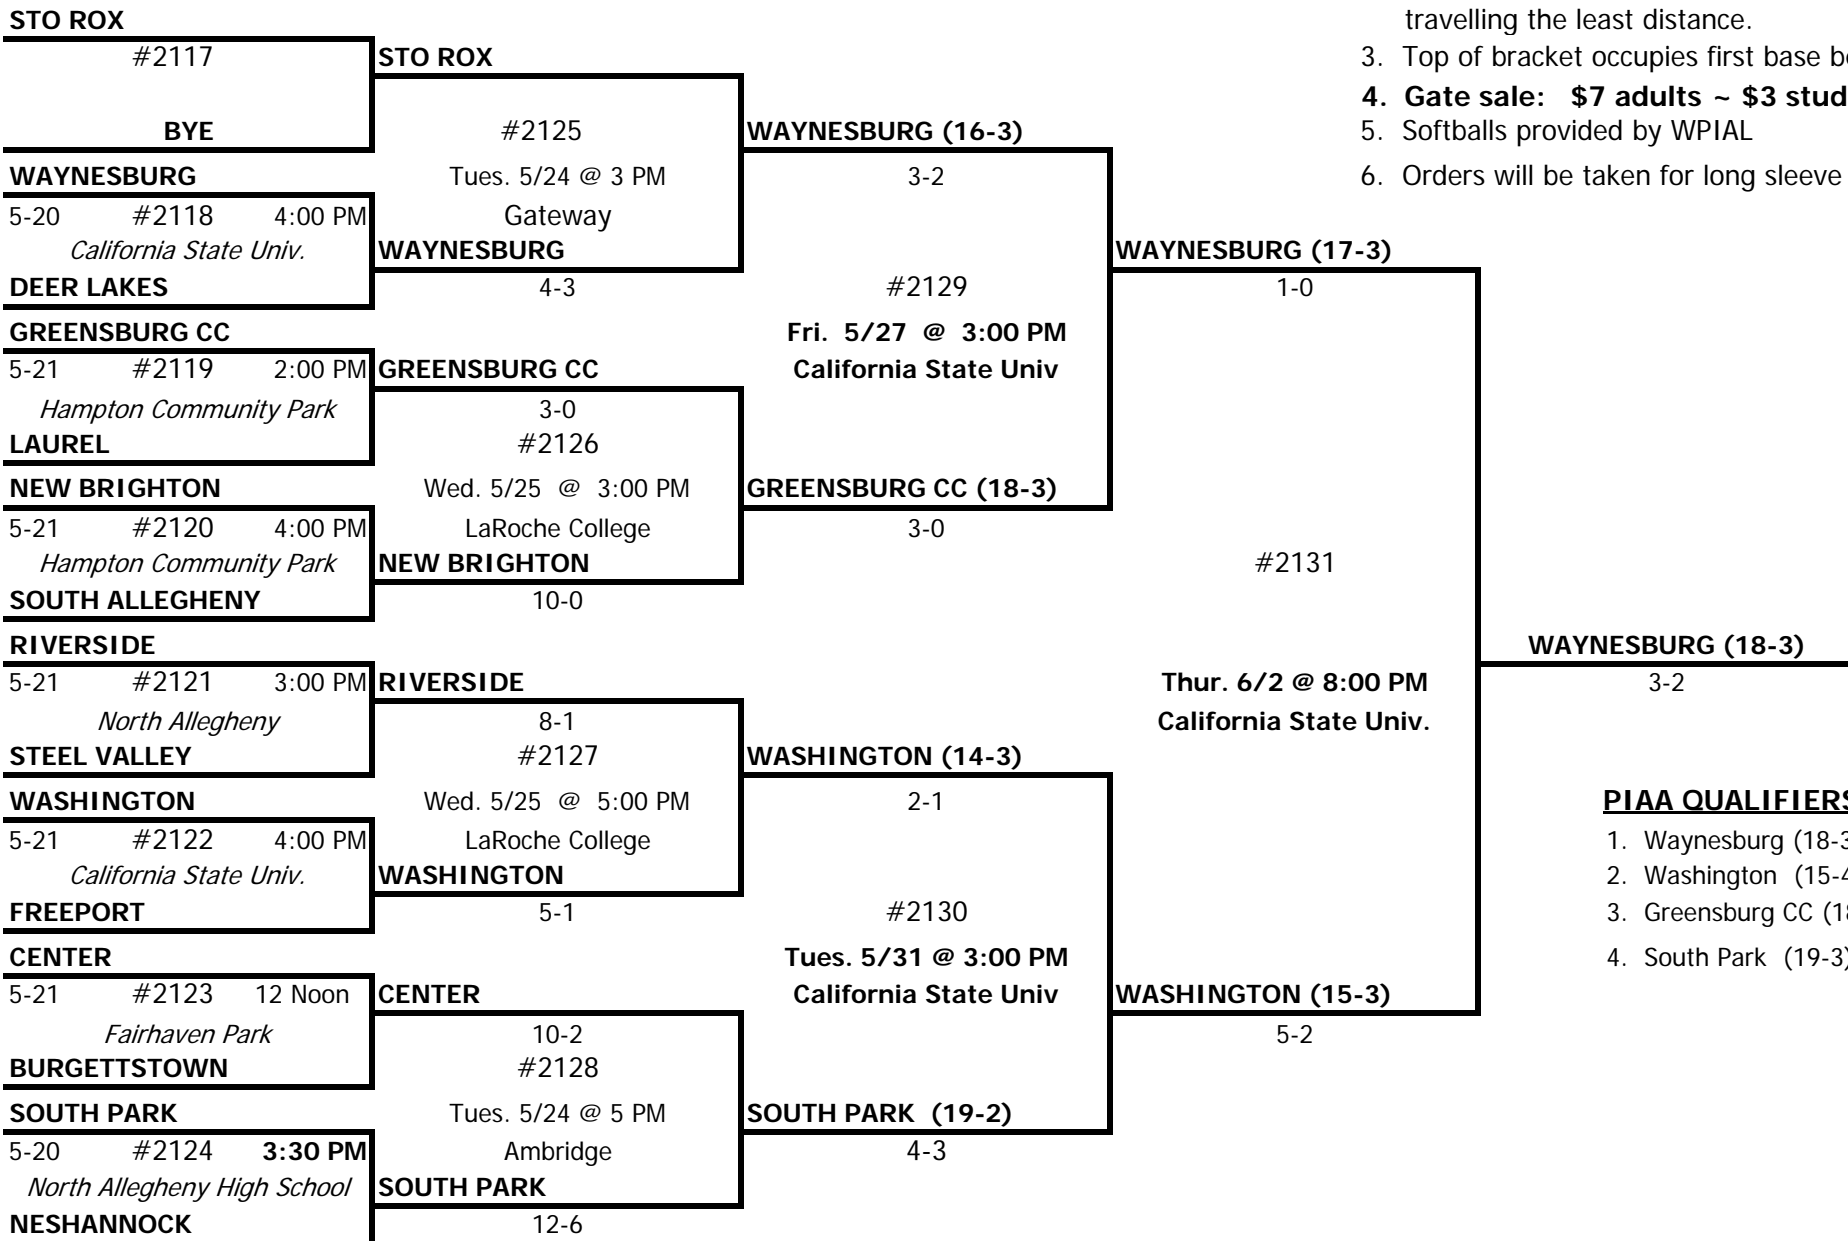 STO ROX
#2117
BYE
WAYNESBURG
5-20 #2118 4:00 PM
California State Univ.
DEER LAKES
GREENSBURG CC
5-21 #2119 2:00 PM
Hampton Community Park
LAUREL
NEW BRIGHTON
5-21 #2120 4:00 PM
Hampton Community Park
SOUTH ALLEGHENY
RIVERSIDE
5-21 #2121 3:00 PM
North Allegheny
STEEL VALLEY
WASHINGTON
5-21 #2122 4:00 PM
California State Univ.
FREEPORT
CENTER
5-21 #2123 12 Noon
Fairhaven Park
BURGETTSTOWN
SOUTH PARK
5-20 #2124 3:30 PM
North Allegheny High School
NESHANNOCK
STO ROX
#2125
Tues. 5/24 @ 3 PM
Gateway
WAYNESBURG
4-3
GREENSBURG CC
3-0
#2126
Wed. 5/25 @ 3:00 PM
LaRoche College
NEW BRIGHTON
10-0
RIVERSIDE
8-1
#2127
Wed. 5/25 @ 5:00 PM
LaRoche College
WASHINGTON
5-1
CENTER
10-2
#2128
Tues. 5/24 @ 5 PM
Ambridge
SOUTH PARK
12-6
WAYNESBURG (16-3)
3-2
#2129
Fri. 5/27 @ 3:00 PM
California State Univ
GREENSBURG CC (18-3)
3-0
WASHINGTON (14-3)
2-1
#2130
Tues. 5/31 @ 3:00 PM
California State Univ
SOUTH PARK (19-2)
4-3
WAYNESBURG (17-3)
1-0
#2131
Thur. 6/2 @ 8:00 PM
California State Univ.
WASHINGTON (15-3)
5-2
travelling the least distance.
3. Top of bracket occupies first base
4. Gate sale: $7 adults ~ $3
5. Softballs provided by WPIAL
6. Orders will be taken for long sleeve
WAYNESBURG (18-3)
3-2
PIAA QUALIFIERS
1. Waynesburg (18-3
2. Washington (15-4
3. Greensburg CC (18
4. South Park (19-3)